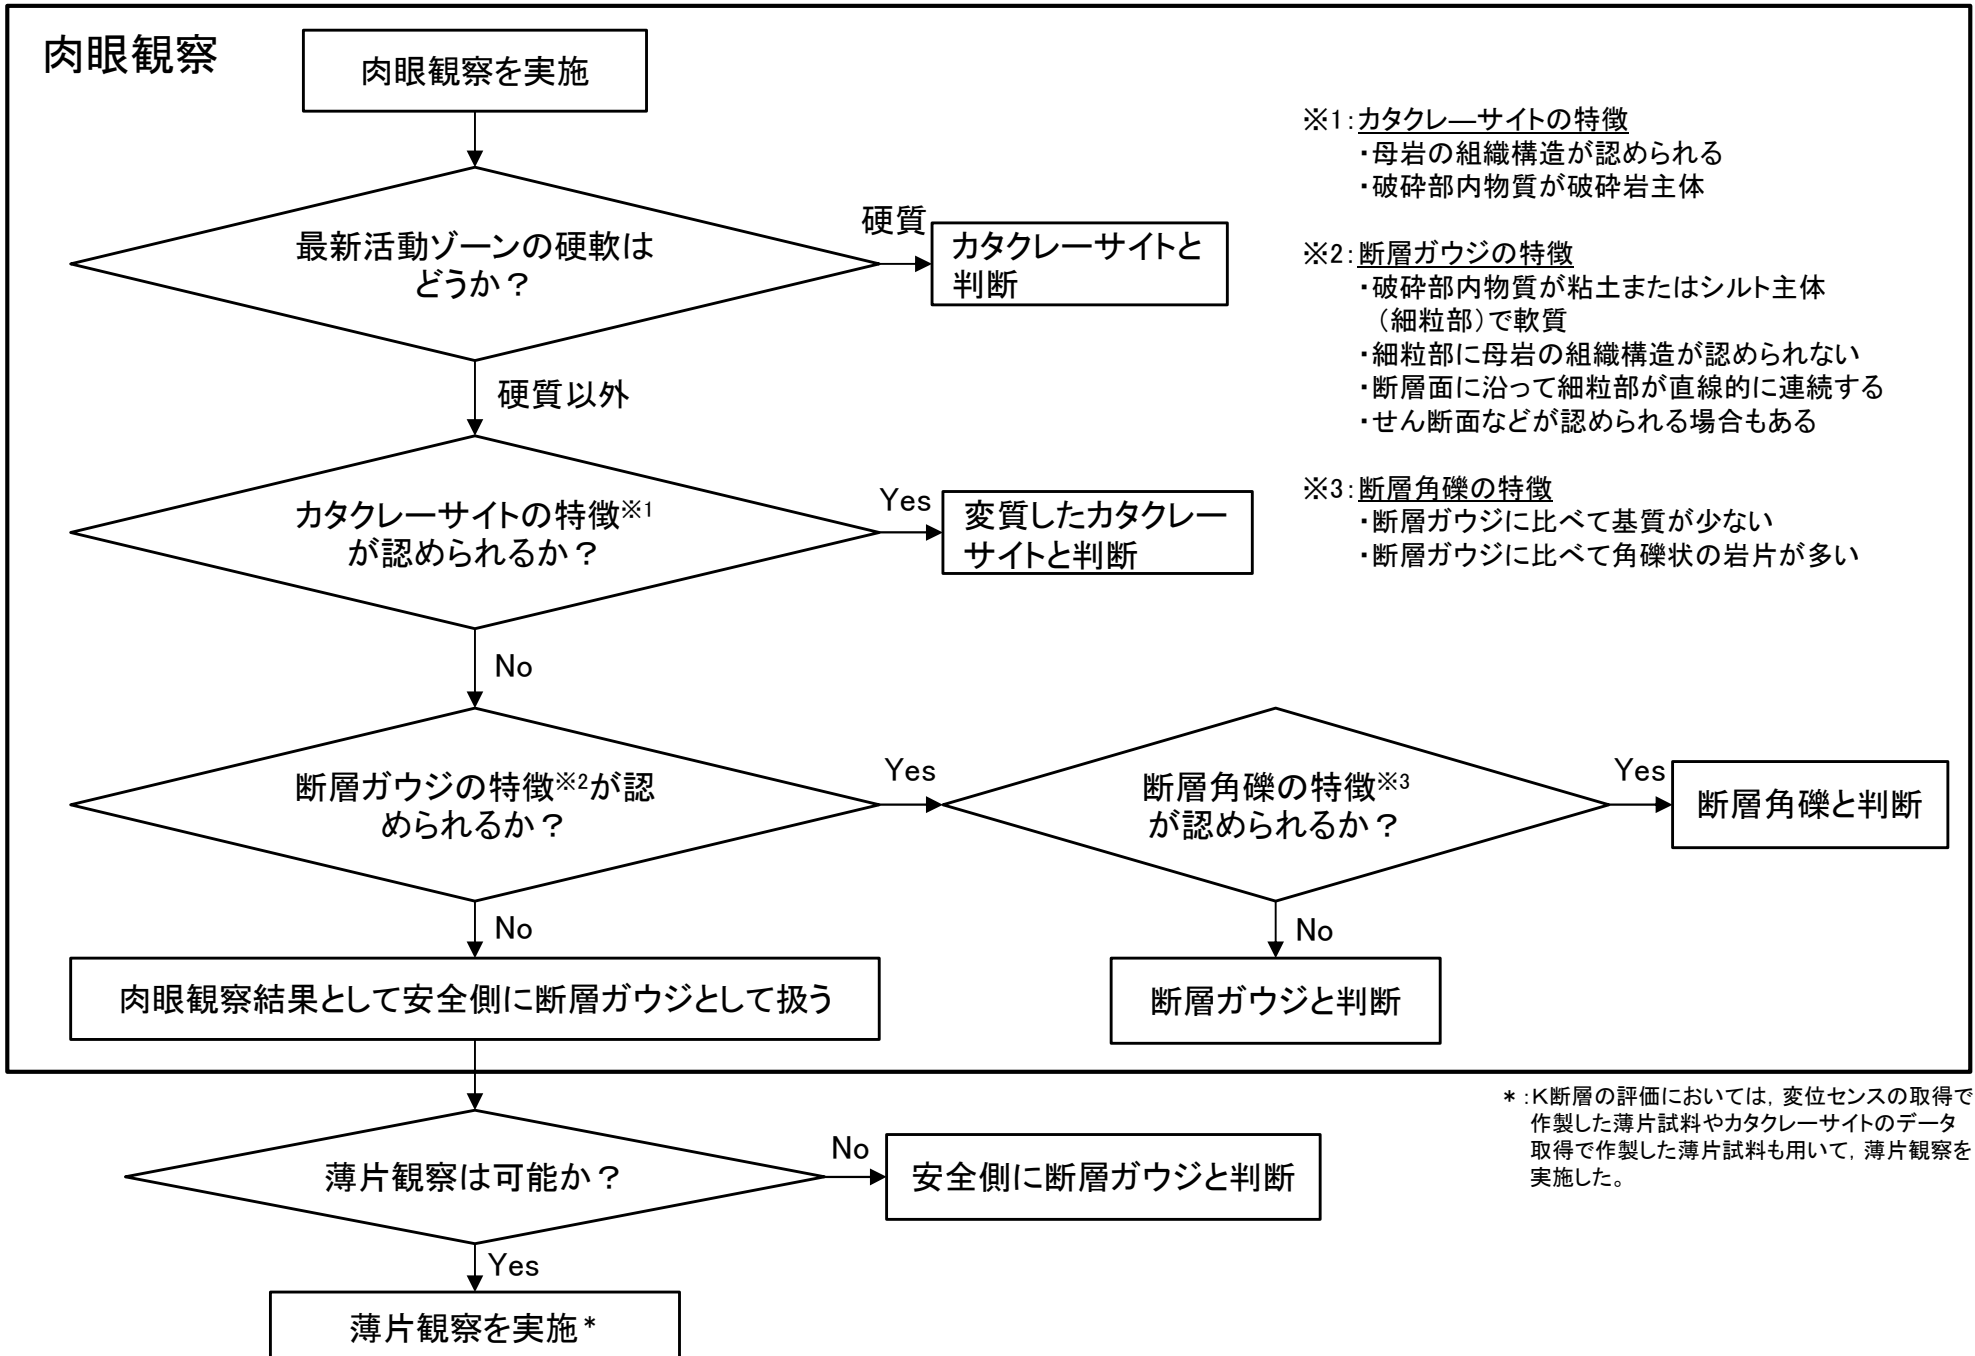 肉眼観察
肉眼観察を実施
最新活動ゾーンの硬軟は
どうか？
硬質
カタクレーサイトと
判断
硬質以外
カタクレーサイトの特徴※1
が認められるか？
Yes
変質したカタクレー
サイトと判断
No
断層ガウジの特徴※2が認
められるか？
Yes
断層角礫の特徴※3
が認められるか？
Yes
断層角礫と判断
No
No
肉眼観察結果として安全側に断層ガウジとして扱う
断層ガウジと判断
※1：カタクレ―サイトの特徴
・母岩の組織構造が認められる
・破砕部内物質が破砕岩主体
※2：断層ガウジの特徴
・破砕部内物質が粘土またはシルト主体
（細粒部）で軟質
・細粒部に母岩の組織構造が認められない
・断層面に沿って細粒部が直線的に連続する
・せん断面などが認められる場合もある
※3：断層角礫の特徴
・断層ガウジに比べて基質が少ない
・断層ガウジに比べて角礫状の岩片が多い
薄片観察は可能か？
No
安全側に断層ガウジと判断
Yes
薄片観察を実施*
*：K断層の評価においては，変位センスの取得で
作製した薄片試料やカタクレーサイトのデータ
取得で作製した薄片試料も用いて，薄片観察を
実施した。